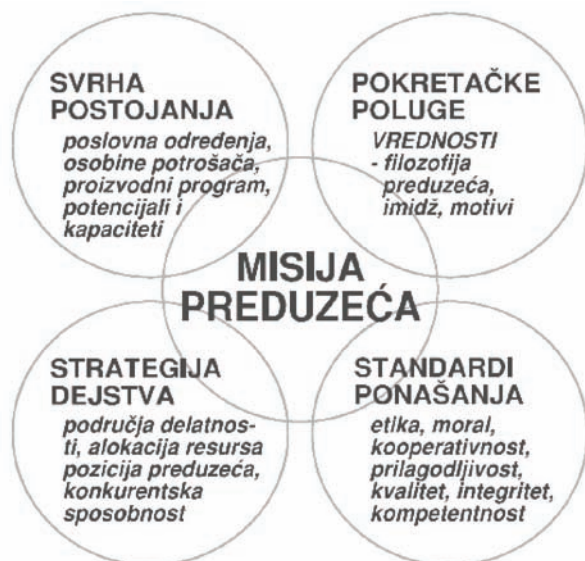 SVRHA
POSTOJANJA
poslovna određenja,
osobine potrošača,
proizvodni program,
potencijali i
kapaciteti
POKRETAČKE
POLUGE
VREDNOSTI
- filozofija
preduzeća,
imidž, motivi
MISIJA
PREDUZEĆA
STRATEGIJA
DEJSTVA
područja delatnos-
ti, alokacija resursa
pozicija preduzeća,
konkurentska
sposobnost
STANDARDI
PONAŠANJA
etika, moral,
kooperativnost,
prilagodljivost,
kvalitet, integritet,
kompetentnost